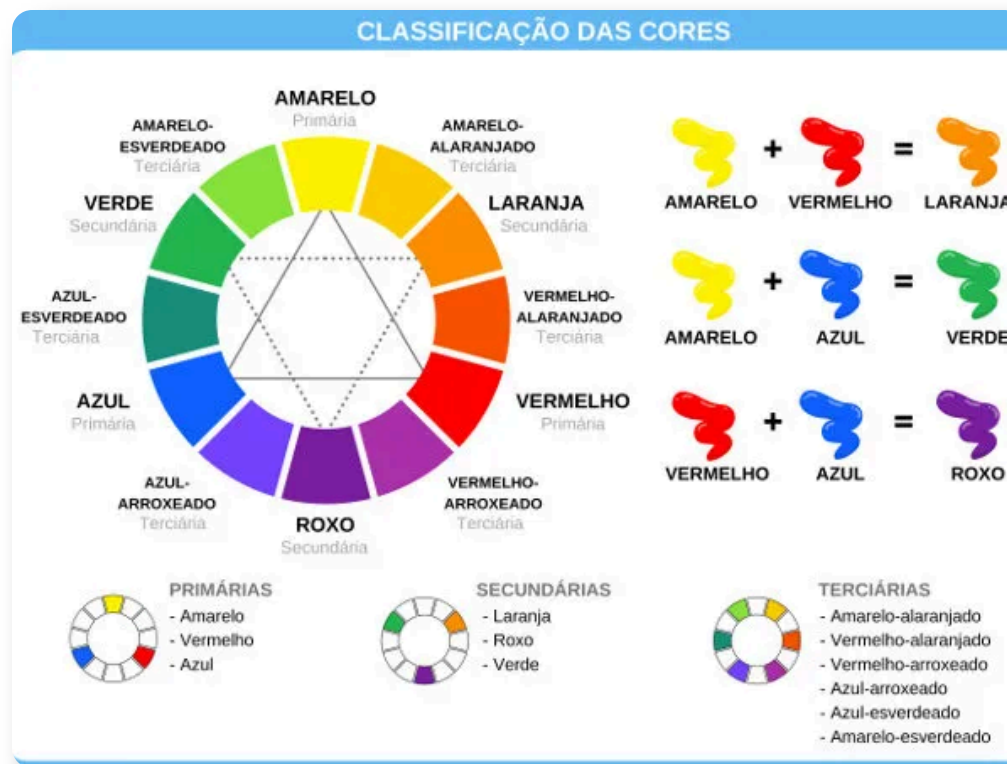 CLASSIFICAÇÃO DAS CORES
AMARELO
Primária
AMARELO-
ESVERDEADO
Terciária
AMARELO-
ALARANJADO
Terciária
VERDE
Secundária
LARANJA
Secundária
AZUL-
ESVERDEADO
Terciária
VERMELHO-
ALARANJADO
Terciária
AZUL
Primária
VERMELHO
Primária
AZUL-
ARROXEADO
Terciária
VERMELHO-
ARROXEADO
Terciária
ROXO
Secundária
+ =
AMARELO VERMELHO LARANJA
+ =
AMARELO AZUL VERDE
+ =
VERMELHO AZUL ROXO
PRIMÁRIAS
- Amarelo
- Vermelho
- Azul
SECUNDÁRIAS
- Laranja
- Roxo
- Verde
TERCIÁRIAS
- Amarelo-alaranjado
- Vermelho-alaranjado
- Vermelho-arroxeado
- Azul-arroxeado
- Azul-esverdeado
- Amarelo-esverdeado